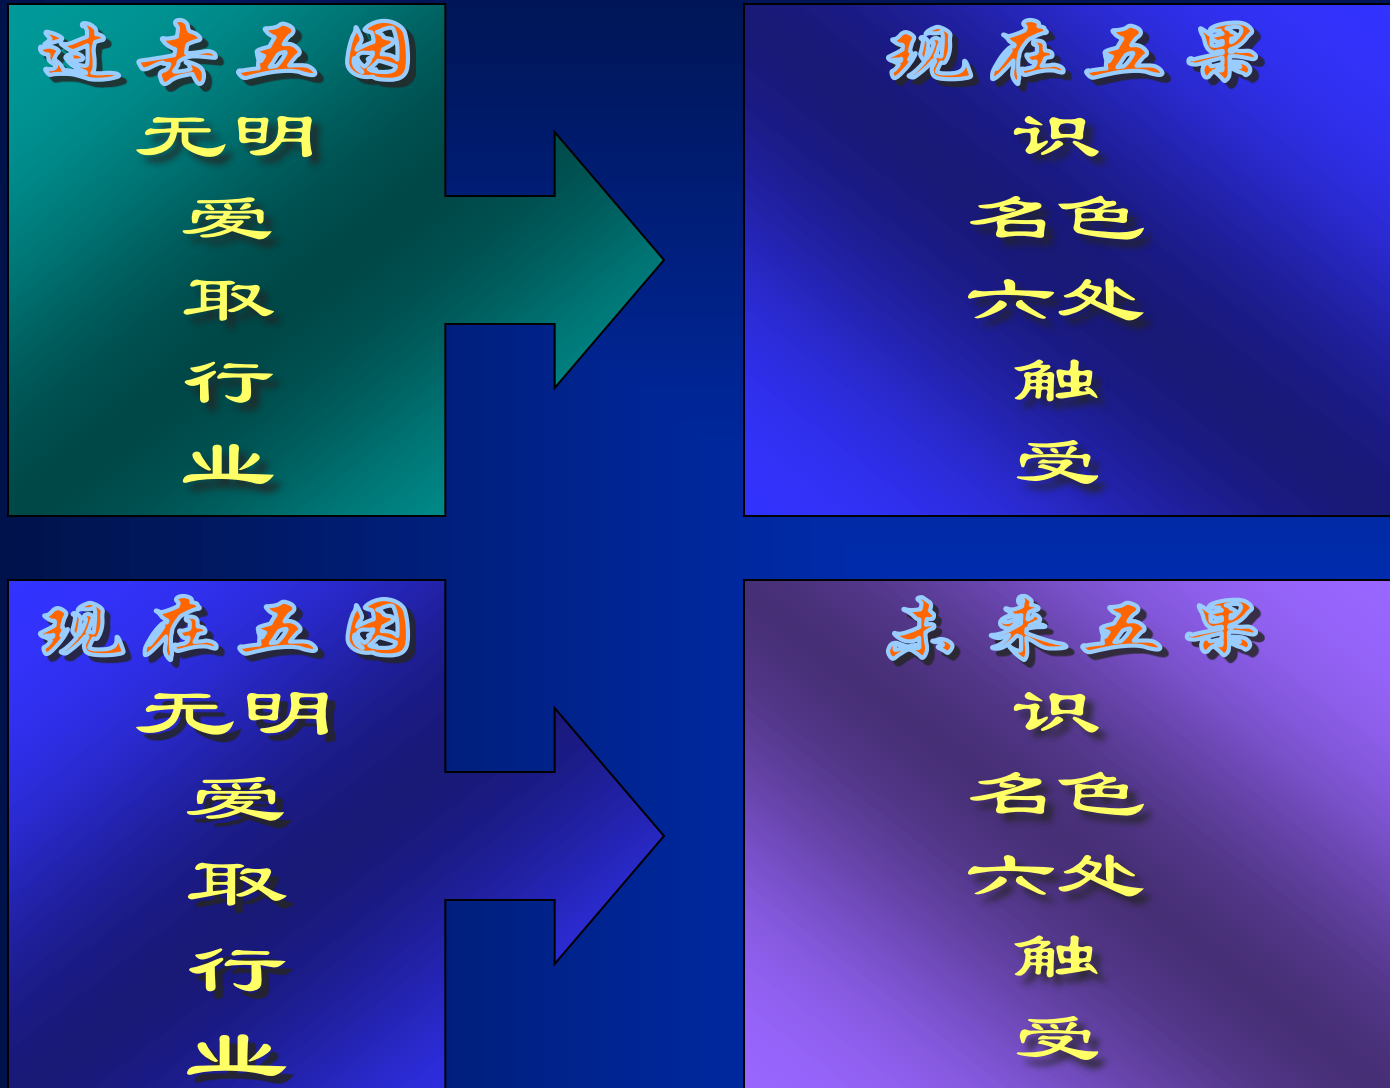 过去五因
无明
爱
取
行
业
现在五果
识
名色
六处
触
受
现在五因
无明
爱
取
行
业
未来五果
识
名色
六处
触
受